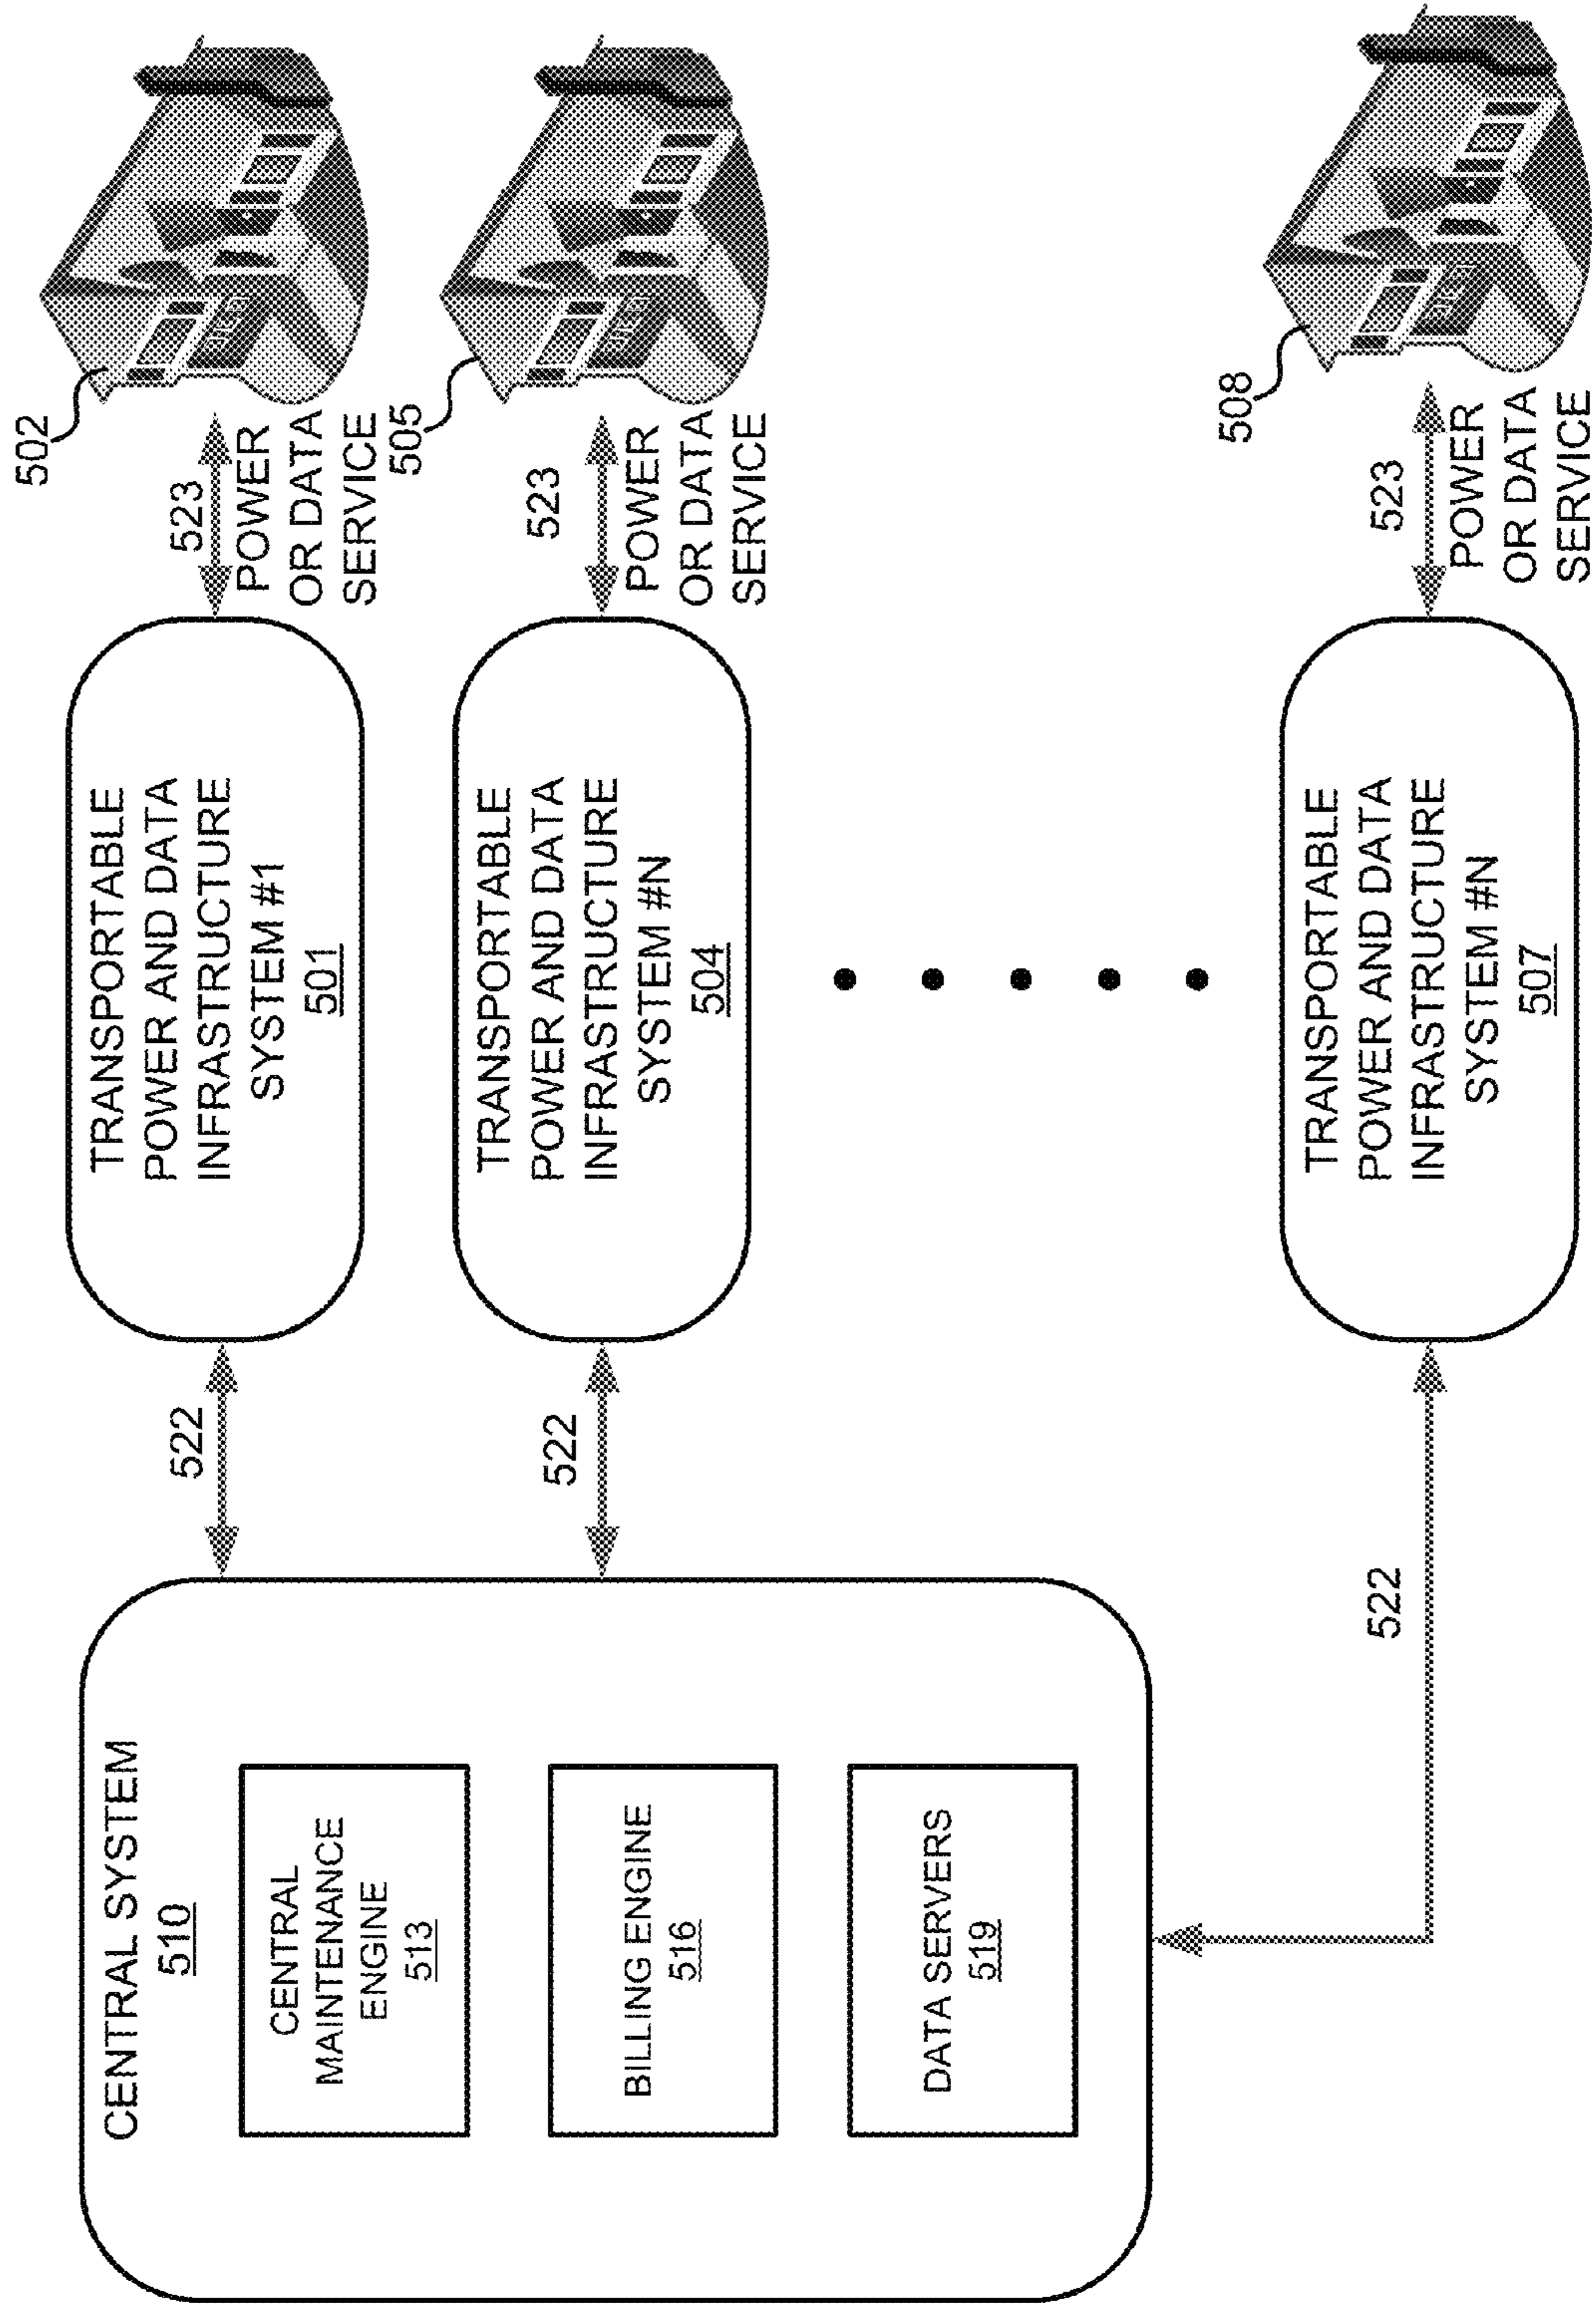 CENTRAL SYSTEM
510
CENTRAL
MAINTENANCE
ENGINE
513
BILLING ENGINE
516
DATA SERVERS
519
522
TRANSPORTABLE
POWER AND DATA
INFRASTRUCTURE
SYSTEM #1
501
523
POWER
OR DATA
SERVICE
502
522
TRANSPORTABLE
POWER AND DATA
INFRASTRUCTURE
SYSTEM #N
504
523
POWER
OR DATA
SERVICE
505
522
TRANSPORTABLE
POWER AND DATA
INFRASTRUCTURE
SYSTEM #N
507
523
POWER
OR DATA
SERVICE
508